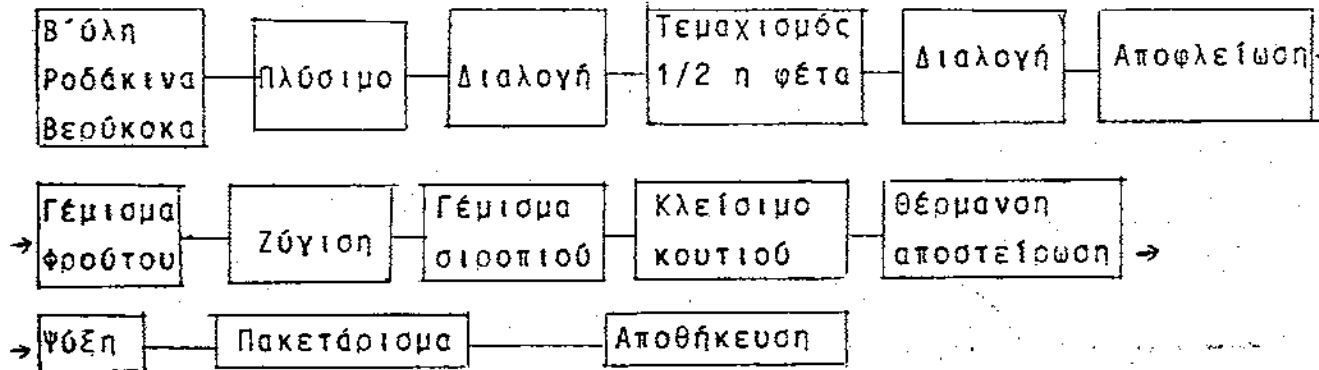 Β΄ύλη
Ροδάκινα
Βερύκοκα
Πλύσιμο
Διαλογή
Τεμαχισμός
1/2 η φέτα
Διαλογή
Αποφλείωση
→ Γέμισμα
φρούτου
Ζύγιση
Γέμισμα
σιροπιού
Κλείσιμο
κουτιού
Θέρμανση
αποστείρωση →
→ Ψύξη
Πακετάρισμα
Αποθήκευση